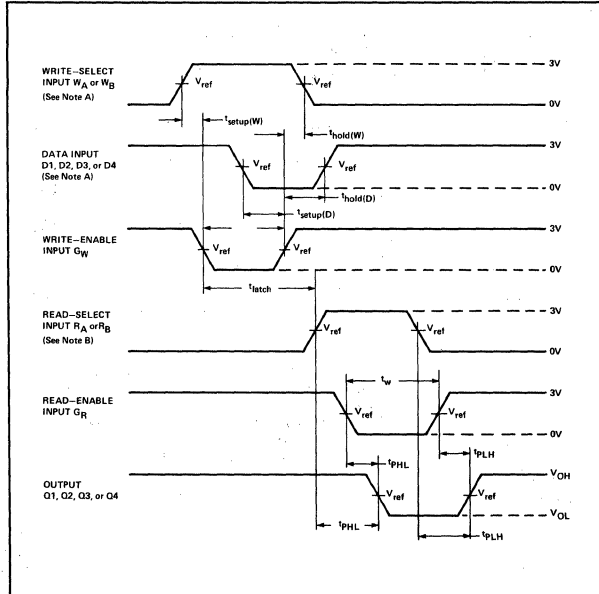 WRITE–SELECT
INPUT WA or WB
(See Note A)
Vref
Vref
3V
0V
tsetup(W)
thold(W)
DATA INPUT
D1, D2, D3, or D4
(See Note A)
Vref
Vref
3V
0V
thold(D)
tsetup(D)
WRITE–ENABLE
INPUT GW
Vref
Vref
3V
0V
tlatch
READ–SELECT
INPUT RA or RB
(See Note B)
Vref
Vref
3V
0V
READ–ENABLE
INPUT GR
tw
Vref
Vref
3V
0V
tPHL
tPLH
OUTPUT
Q1, Q2, Q3, or Q4
Vref
Vref
VOH
VOL
tPHL
tPLH